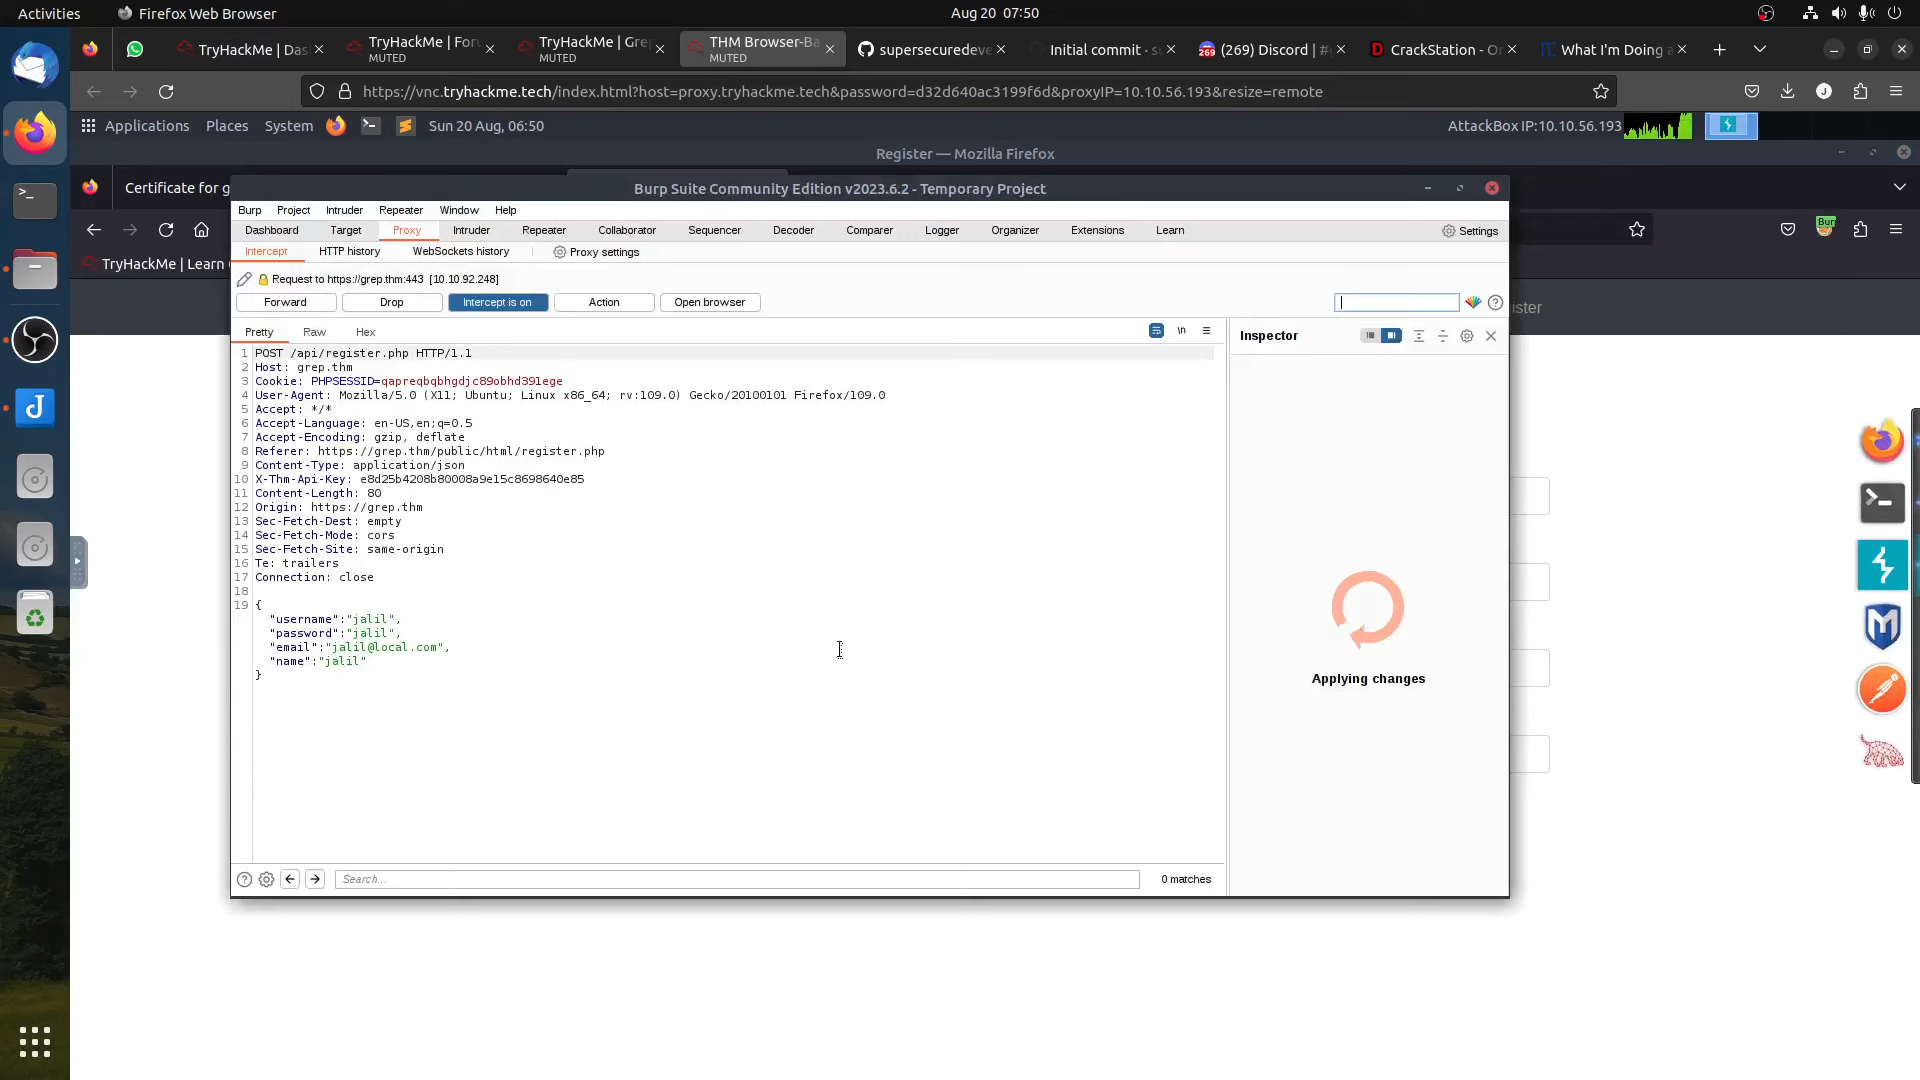 Activities
Firefox Web Browser
Aug 20 07:50
TryHackMe | Das
TryHackMe | Foru
MUTED
TryHackMe | Gre
MUTED
THM Browser-Ba
MUTED
supersecuredeve
Initial commit · su
(269) Discord | #
CrackStation - On
What I'm Doing a
https://vnc.tryhackme.tech/index.html?host=proxy.tryhackme.tech&password=d32d640ac3199f6d&proxyIP=10.10.56.193&resize=remote
Applications
Places
System
Sun 20 Aug, 06:50
AttackBox IP:10.10.56.193
Register — Mozilla Firefox
Certificate for g
Burp Suite Community Edition v2023.6.2 - Temporary Project
Burp Project Intruder Repeater Window Help
Dashboard Target Proxy Intruder Repeater Collaborator Sequencer Decoder Comparer Logger Organizer Extensions Learn Settings
Intercept HTTP history WebSockets history Proxy settings
TryHackMe | Learn
Request to https://grep.thm:443 [10.10.92.248]
Forward Drop Intercept is on Action Open browser
ister
Pretty Raw Hex
\n
Inspector
1 POST /api/register.php HTTP/1.1
2 Host: grep.thm
3 Cookie: PHPSESSID=qapreqbqbhgdjc89obhd391ege
4 User-Agent: Mozilla/5.0 (X11; Ubuntu; Linux x86_64; rv:109.0) Gecko/20100101 Firefox/109.0
5 Accept: */*
6 Accept-Language: en-US,en;q=0.5
7 Accept-Encoding: gzip, deflate
8 Referer: https://grep.thm/public/html/register.php
9 Content-Type: application/json
10 X-Thm-Api-Key: e8d25b4208b80008a9e15c8698640e85
11 Content-Length: 80
12 Origin: https://grep.thm
13 Sec-Fetch-Dest: empty
14 Sec-Fetch-Mode: cors
15 Sec-Fetch-Site: same-origin
16 Te: trailers
17 Connection: close
18
19 {
"username":"jalil",
"password":"jalil",
"email":"jalil@local.com",
"name":"jalil"
}
Applying changes
Search...
0 matches